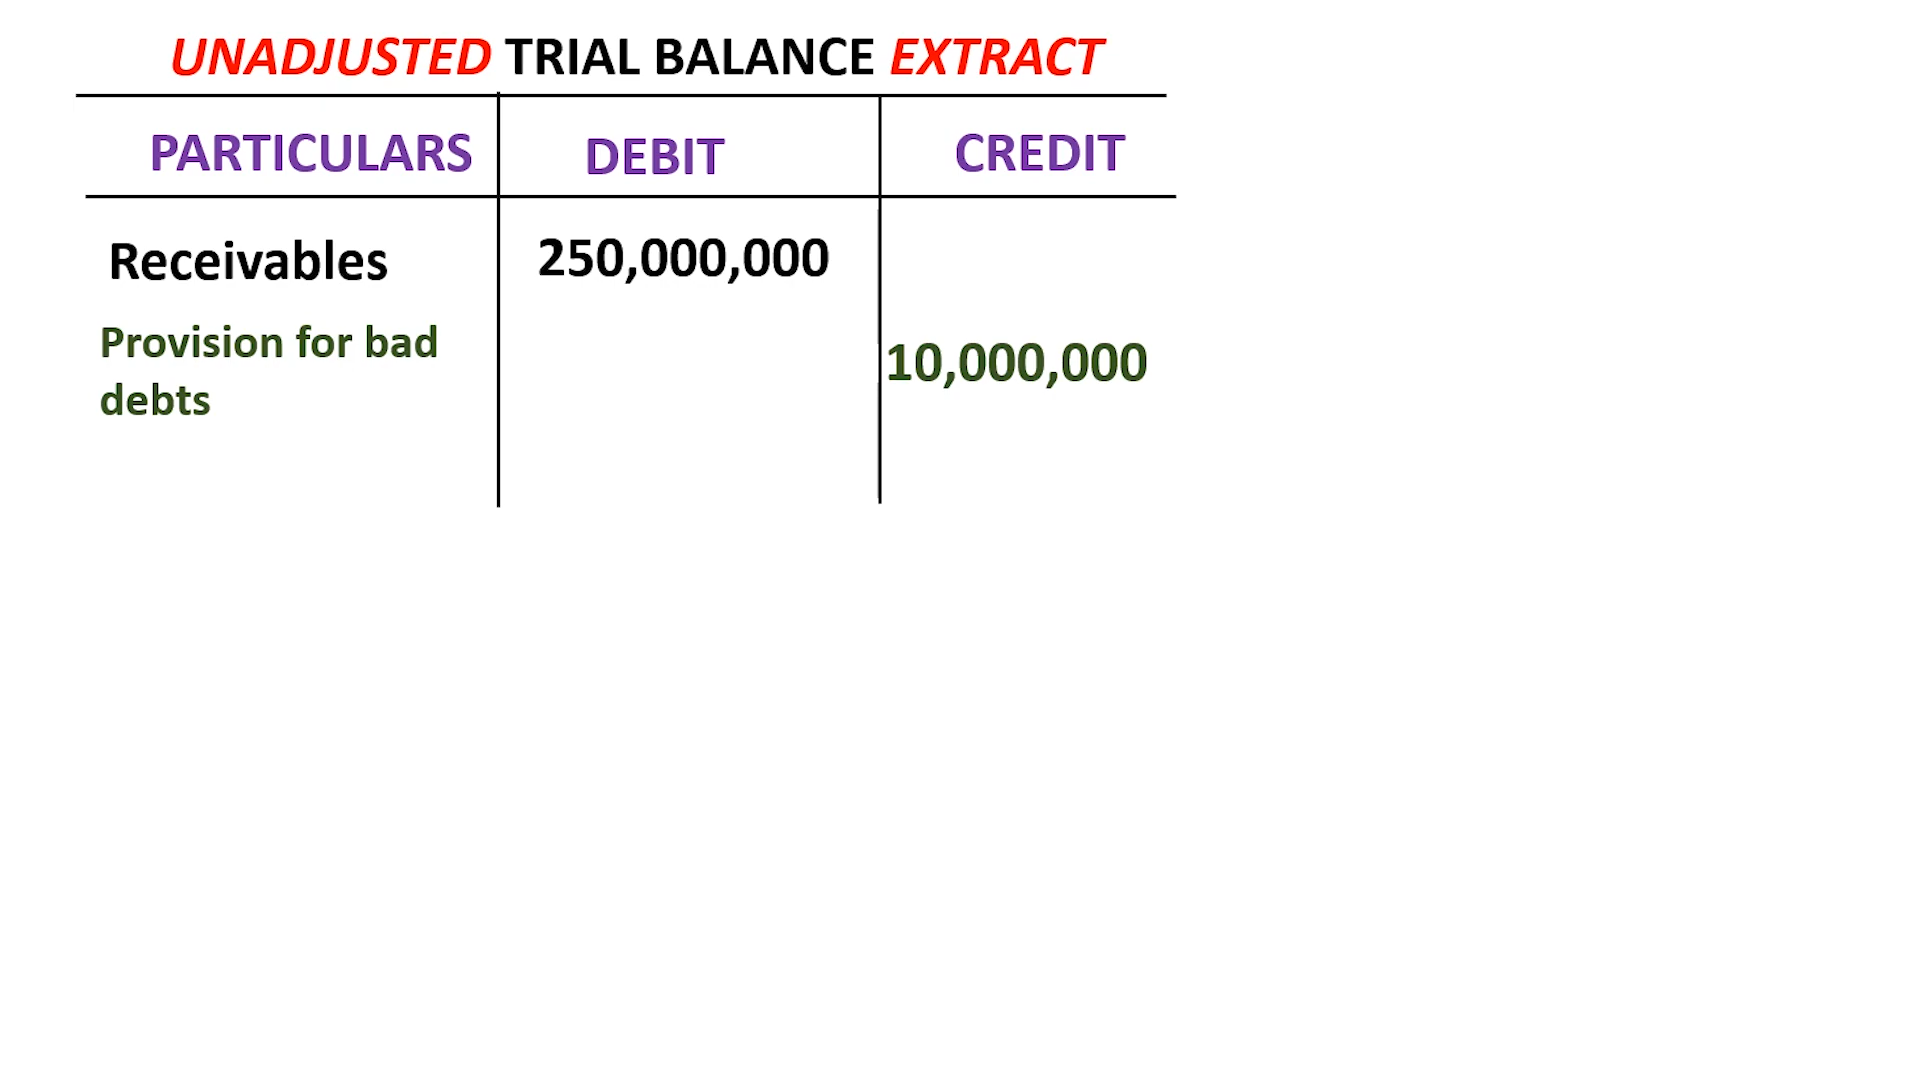 UNADJUSTED TRIAL BALANCE EXTRACT
PARTICULARS DEBIT CREDIT
Receivables 250,000,000
Provision for bad
debts 10,000,000